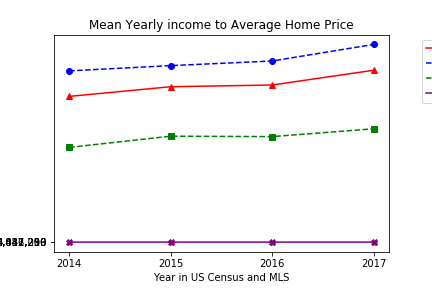 Mean Yearly income to Average Home Price
2014 2015 2016 2017
Year in US Census and MLS